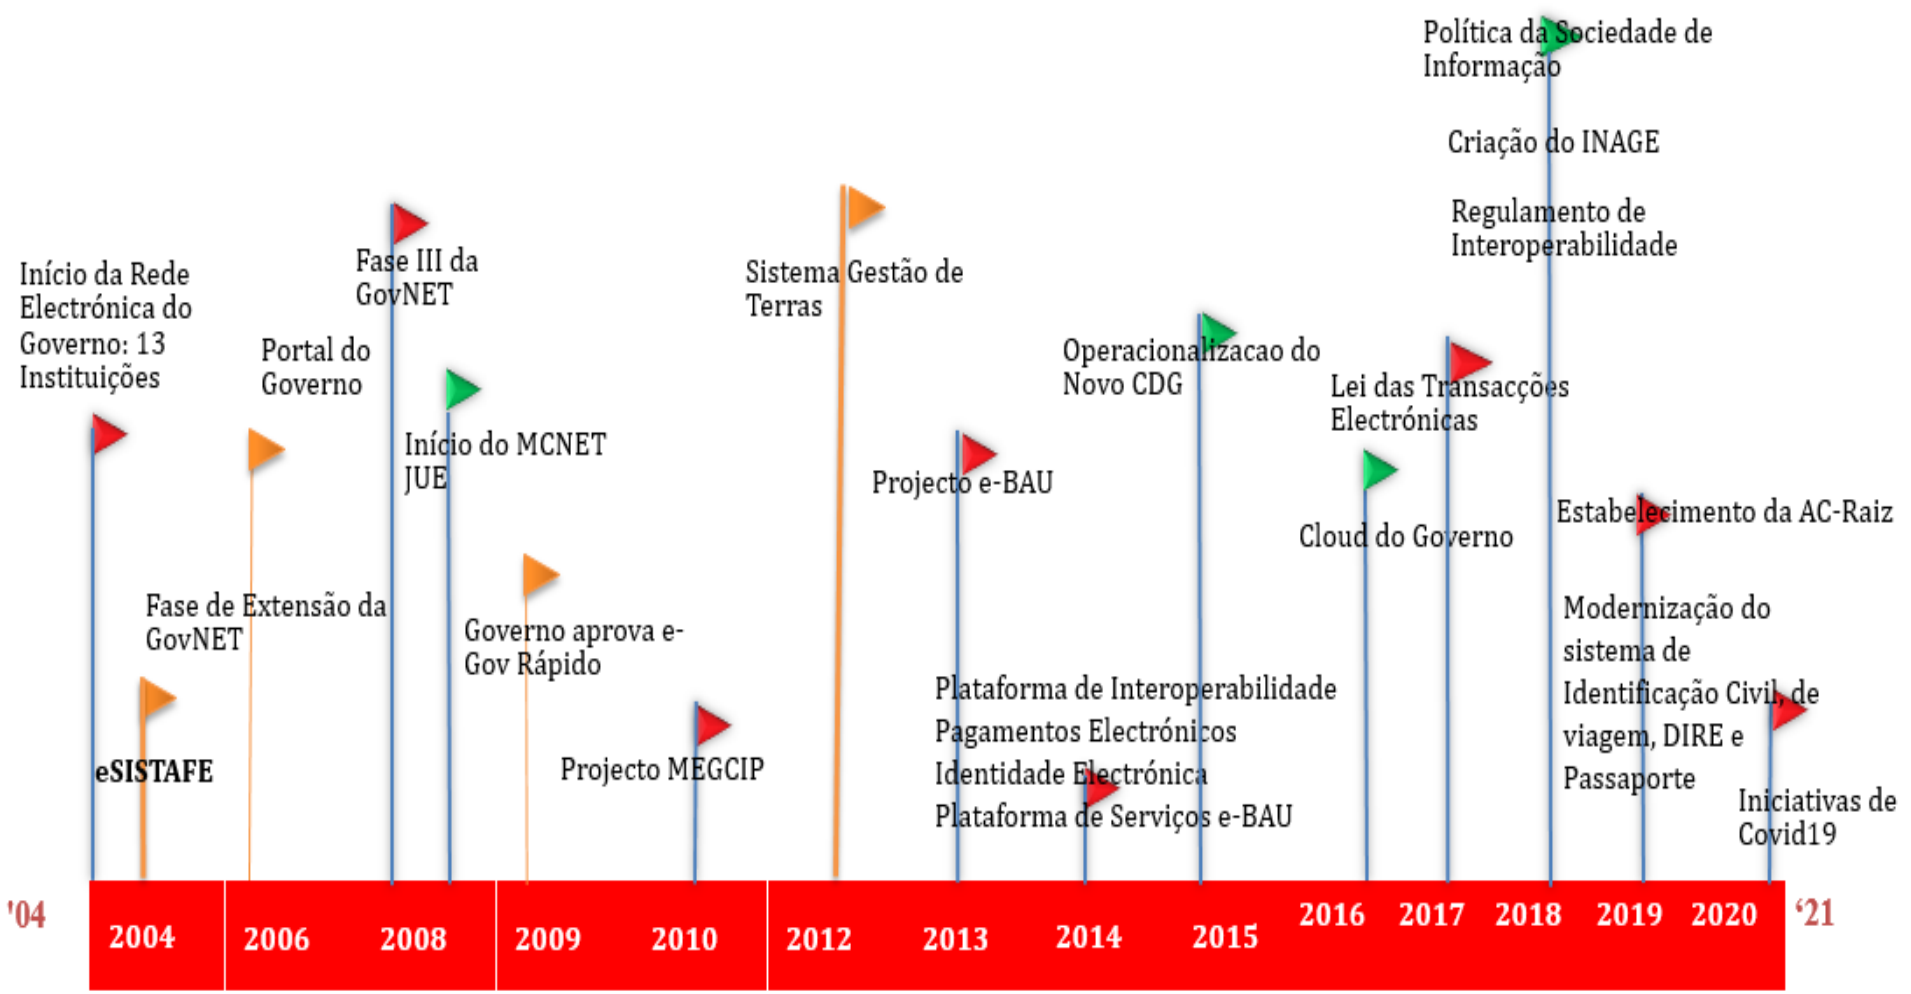 Política da Sociedade de
Informação
Criação do INAGE
Regulamento de
Interoperabilidade
Início da Rede
Electrónica do
Governo: 13
Instituições
Fase III da
GovNET
Sistema Gestão de
Terras
Portal do
Governo
Operacionalizacao do
Novo CDG
Lei das Transacções
Electrónicas
Início do MCNET
JUE
Projecto e-BAU
Cloud do Governo
Estabelecimento da AC-Raiz
Fase de Extensão da
GovNET
Governo aprova e-
Gov Rápido
Modernização do
sistema de
Identificação Civil, de
viagem, DIRE e
Passaporte
Plataforma de Interoperabilidade
Pagamentos Electrónicos
Identidade Electrónica
Plataforma de Serviços e-BAU
eSISTAFE
Projecto MEGCIP
Iniciativas de
Covid19
'04
2004
2006
2008
2009
2010
2012
2013
2014
2015
2016
2017
2018
2019
2020
‘21